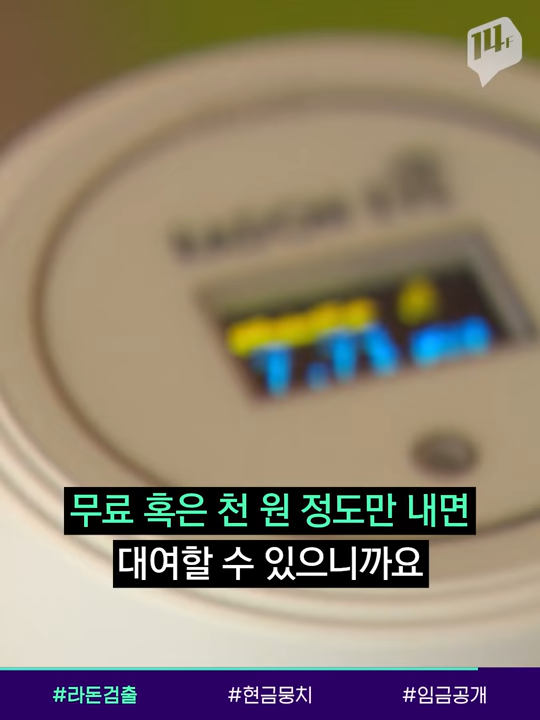 14F
무료 혹은 천 원 정도만 내면
대여할 수 있으니까요
#라돈검출
#현금뭉치
#임금공개